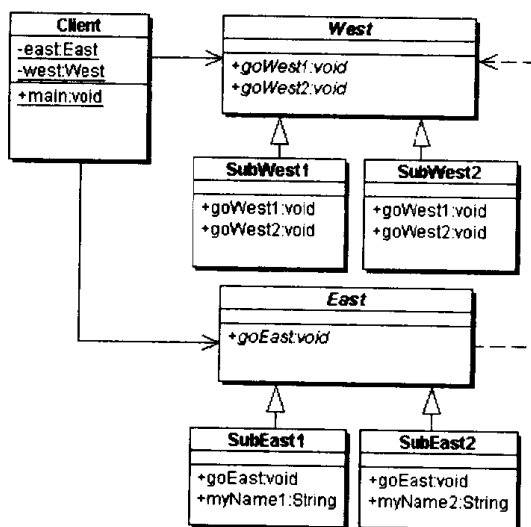 Client
-east:East
-west:West
+main:void
West
+goWest1:void
+goWest2:void
SubWest1
+goWest1:void
+goWest2:void
SubWest2
+goWest1:void
+goWest2:void
East
+goEast:void
SubEast1
+goEast:void
+myName1:String
SubEast2
+goEast:void
+myName2:String